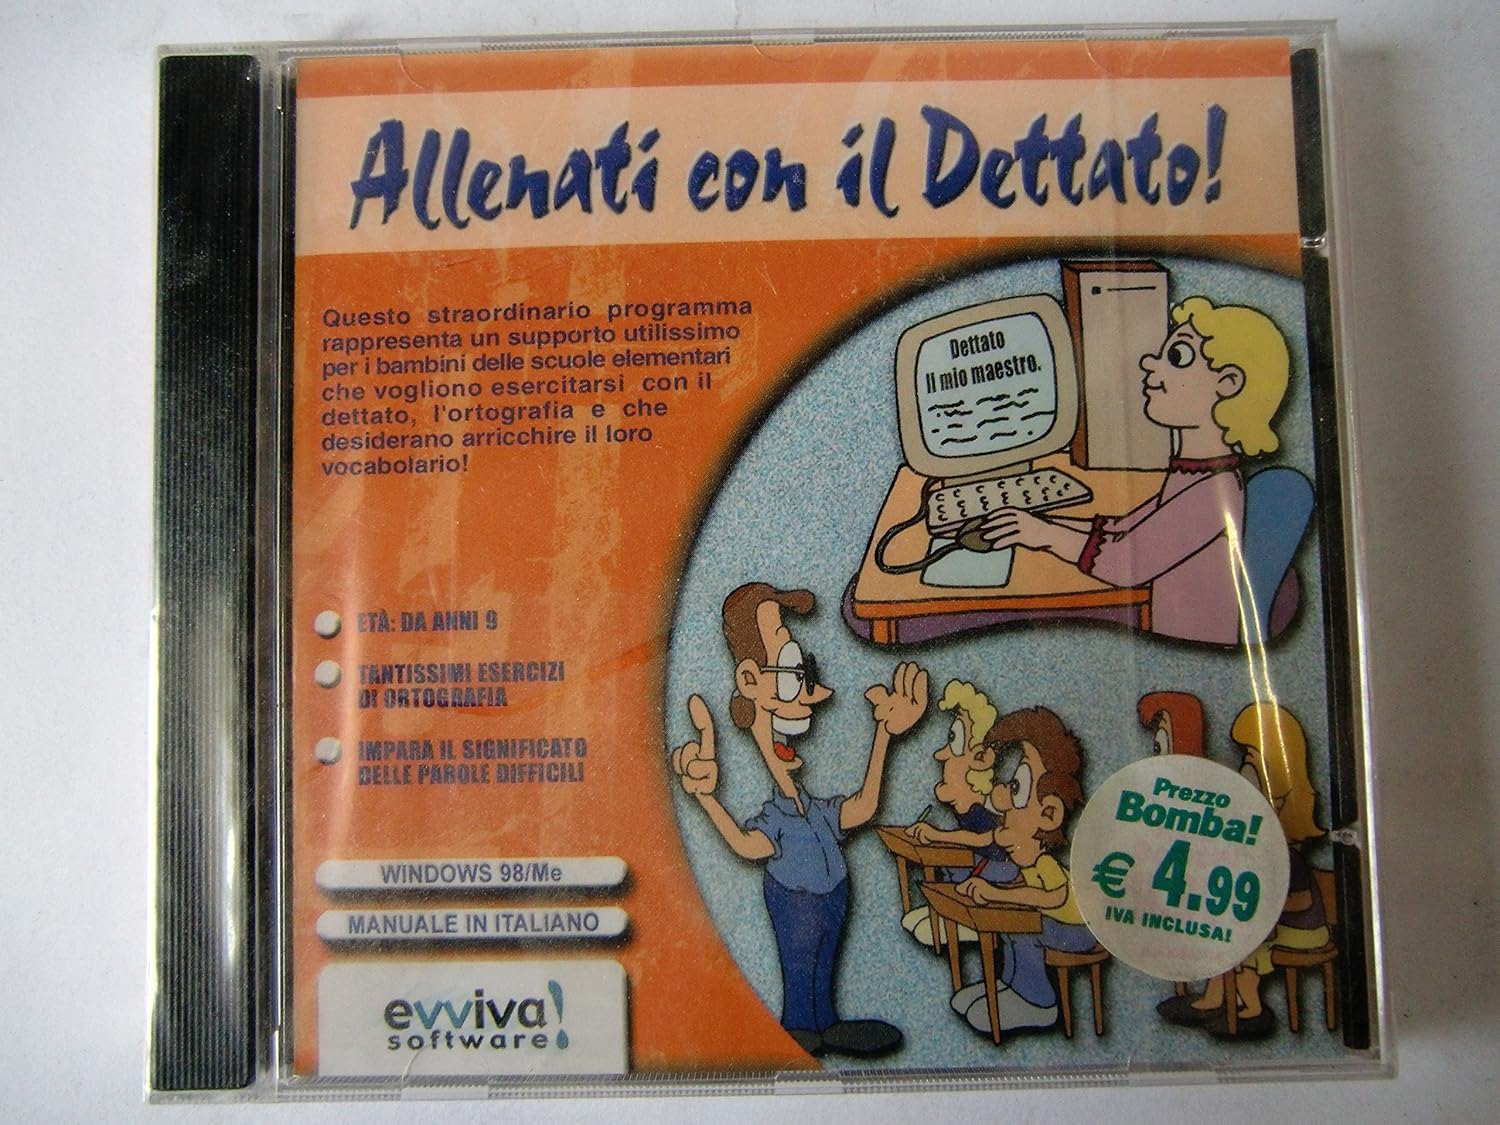 Allenati con il Dettato!
Questo straordinario programma
rappresenta un supporto utilissimo
per i bambini delle scuole elementari
che vogliono esercitarsi con il
dettato, l'ortografia e che
desiderano arricchire il loro
vocabolario!
Dettato
Il mio maestro.
ETÀ: DA ANNI 9
TANTISSIMI ESERCIZI
DI ORTOGRAFIA
IMPARA IL SIGNIFICATO
DELLE PAROLE DIFFICILI
WINDOWS 98/Me
MANUALE IN ITALIANO
evviva!
software
Prezzo
Bomba!
€ 4.99
IVA INCLUSA!